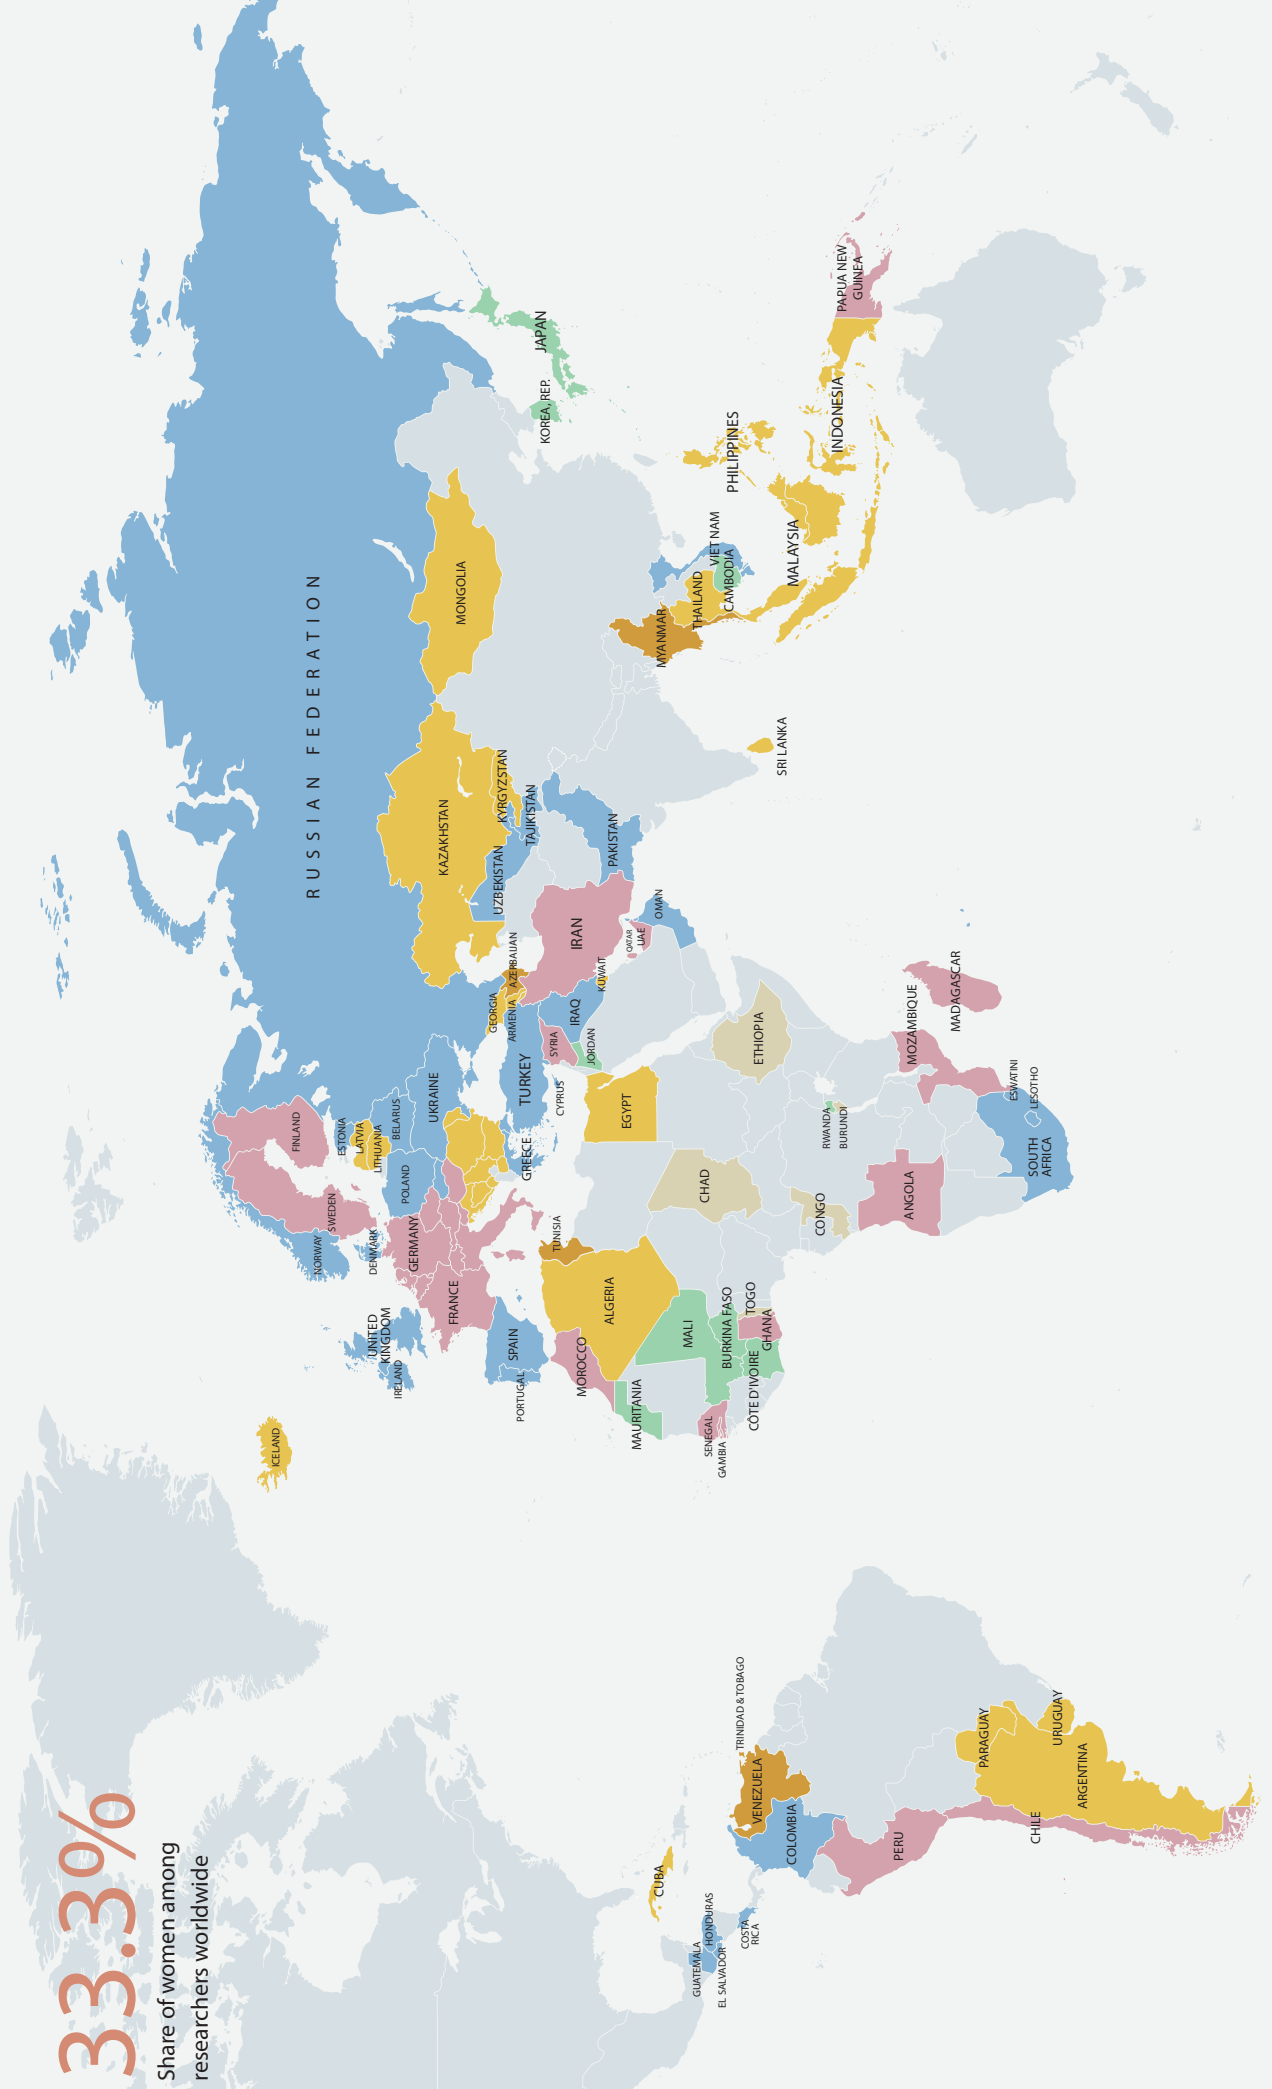 33.3%
Share of women among
researchers worldwide
ICELAND
NORWAY
SWEDEN
FINLAND
DENMARK
UNITED
KINGDOM
IRELAND
ESTONIA
LATVIA
LITHUANIA
BELARUS
POLAND
GERMANY
UKRAINE
FRANCE
SPAIN
PORTUGAL
GREECE
TURKEY
CYPRUS
RUSSIAN FEDERATION
KAZAKHSTAN
MONGOLIA
GEORGIA
ARMENIA
AZERBAIJAN
UZBEKISTAN
KYRGYZSTAN
TAJIKISTAN
SYRIA
IRAQ
JORDAN
IRAN
KUWAIT
QATAR
UAE
OMAN
PAKISTAN
KOREA, REP.
JAPAN
MYANMAR
THAILAND
VIET NAM
CAMBODIA
PHILIPPINES
SRI LANKA
MALAYSIA
INDONESIA
PAPUA NEW
GUINEA
TUNISIA
ALGERIA
MOROCCO
EGYPT
MAURITANIA
MALI
CHAD
SENEGAL
GAMBIA
BURKINA FASO
CÔTE D'IVOIRE
TOGO
GHANA
ETHIOPIA
CONGO
RWANDA
BURUNDI
ANGOLA
MOZAMBIQUE
MADAGASCAR
ESWATINI
LESOTHO
SOUTH
AFRICA
CUBA
GUATEMALA
HONDURAS
EL SALVADOR
COSTA
RICA
TRINIDAD & TOBAGO
VENEZUELA
COLOMBIA
PERU
PARAGUAY
URUGUAY
ARGENTINA
CHILE